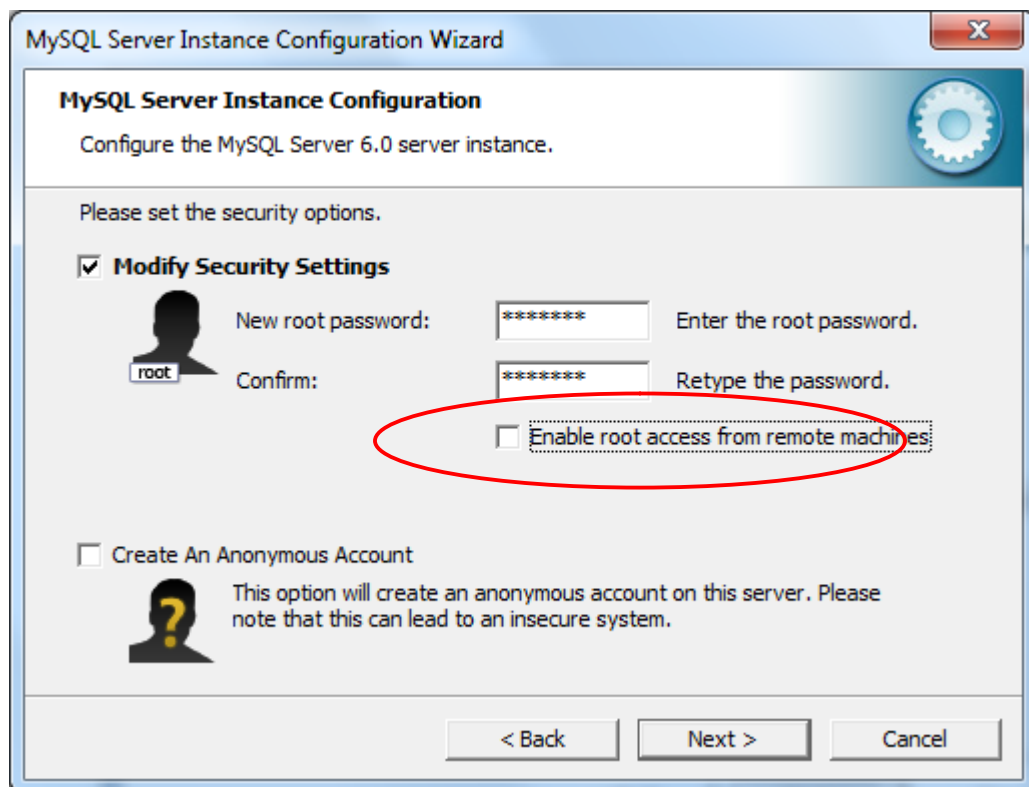 MySQL Server Instance Configuration Wizard
MySQL Server Instance Configuration
Configure the MySQL Server 6.0 server instance.
Please set the security options.
Modify Security Settings
New root password: ******* Enter the root password.
root
Confirm: ******* Retype the password.
Enable root access from remote machines
Create An Anonymous Account
?
This option will create an anonymous account on this server. Please
note that this can lead to an insecure system.
< Back Next > Cancel